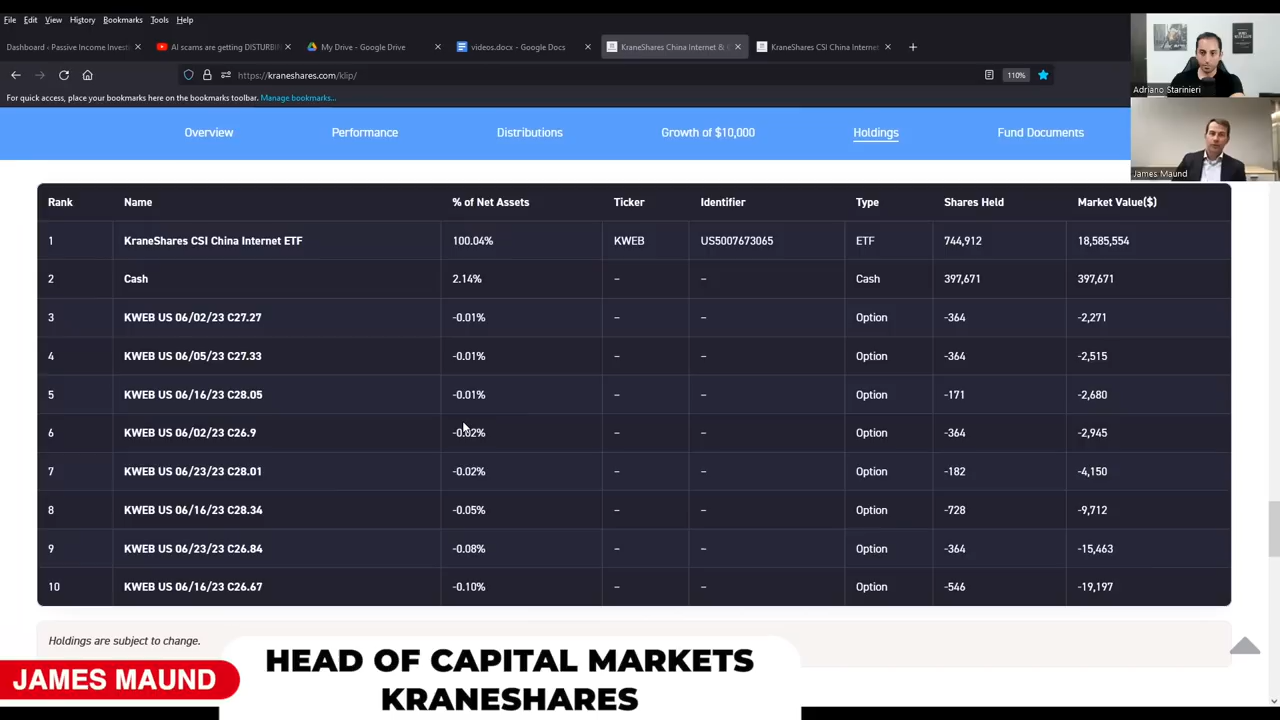 File Edit View History Bookmarks Tools Help
Dashboard - Passive Income Investi
AI scams are getting DISTURBIN
My Drive - Google Drive
videos.docx - Google Docs
KraneShares China Internet &
KraneShares CSI China Internet
https://kraneshares.com/klip/
110%
For quick access, place your bookmarks here on the bookmarks toolbar. Manage bookmarks...
Adriano Starinieri
James Maund
Overview Performance Distributions Growth of $10,000 Holdings Fund Documents
Rank Name % of Net Assets Ticker Identifier Type Shares Held Market Value($)
1 KraneShares CSI China Internet ETF 100.04% KWEB US5007673065 ETF 744,912 18,585,554
2 Cash 2.14% – – Cash 397,671 397,671
3 KWEB US 06/02/23 C27.27 -0.01% – – Option -364 -2,271
4 KWEB US 06/05/23 C27.33 -0.01% – – Option -364 -2,515
5 KWEB US 06/16/23 C28.05 -0.01% – – Option -171 -2,680
6 KWEB US 06/02/23 C26.9 -0.02% – – Option -364 -2,945
7 KWEB US 06/23/23 C28.01 -0.02% – – Option -182 -4,150
8 KWEB US 06/16/23 C28.34 -0.05% – – Option -728 -9,712
9 KWEB US 06/23/23 C26.84 -0.08% – – Option -364 -15,463
10 KWEB US 06/16/23 C26.67 -0.10% – – Option -546 -19,197
Holdings are subject to change.
JAMES MAUND
HEAD OF CAPITAL MARKETS
KRANESHARES